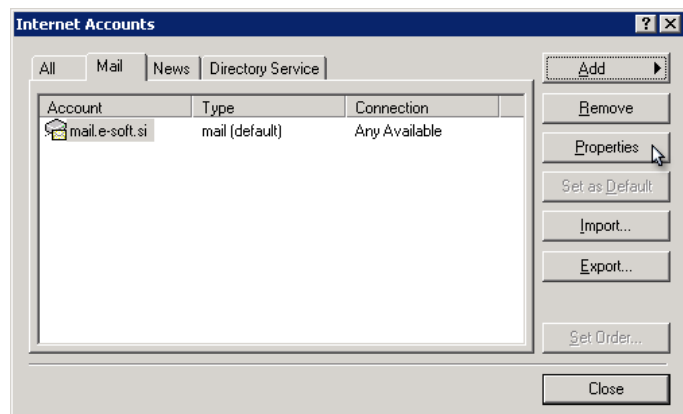 Internet Accounts
All Mail News Directory Service
Add
Account Type Connection
Remove
mail.e-soft.si mail (default) Any Available
Properties
Set as Default
Import...
Export...
Set Order...
Close